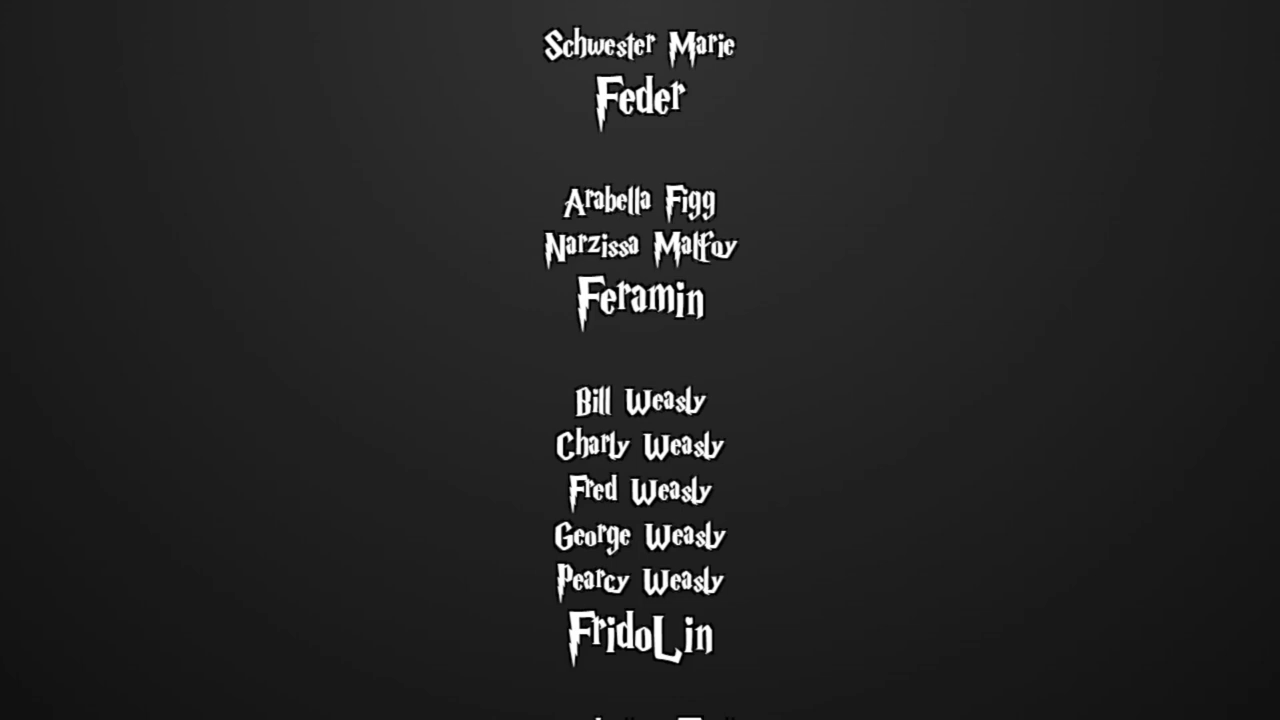 Schwester Marie
Feder
Arabella Figg
Narzissa Malfoy
Feramin
Bill Weasly
Charly Weasly
Fred Weasly
George Weasly
Pearcy Weasly
FridoLin